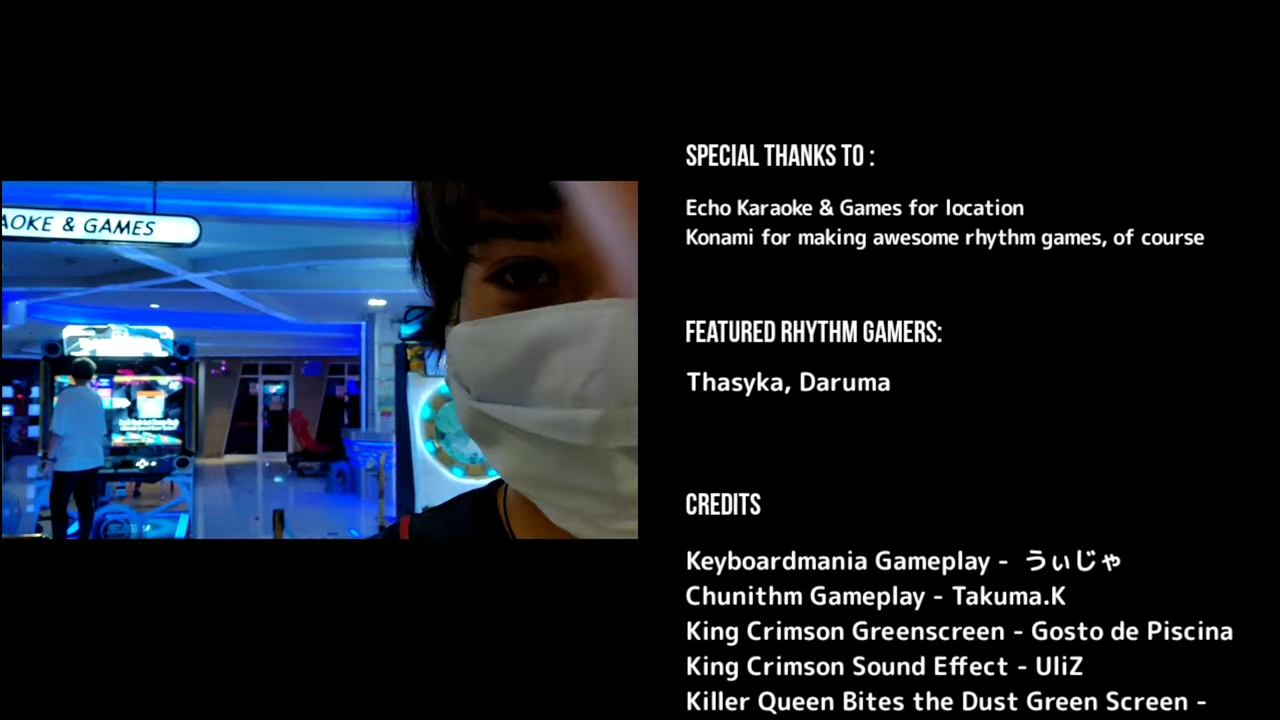 AOKE & GAMES
SPECIAL THANKS TO :
Echo Karaoke & Games for location
Konami for making awesome rhythm games, of course
FEATURED RHYTHM GAMERS:
Thasyka, Daruma
CREDITS
Keyboardmania Gameplay - うぃじゃ
Chunithm Gameplay - Takuma.K
King Crimson Greenscreen - Gosto de Piscina
King Crimson Sound Effect - UliZ
Killer Queen Bites the Dust Green Screen -